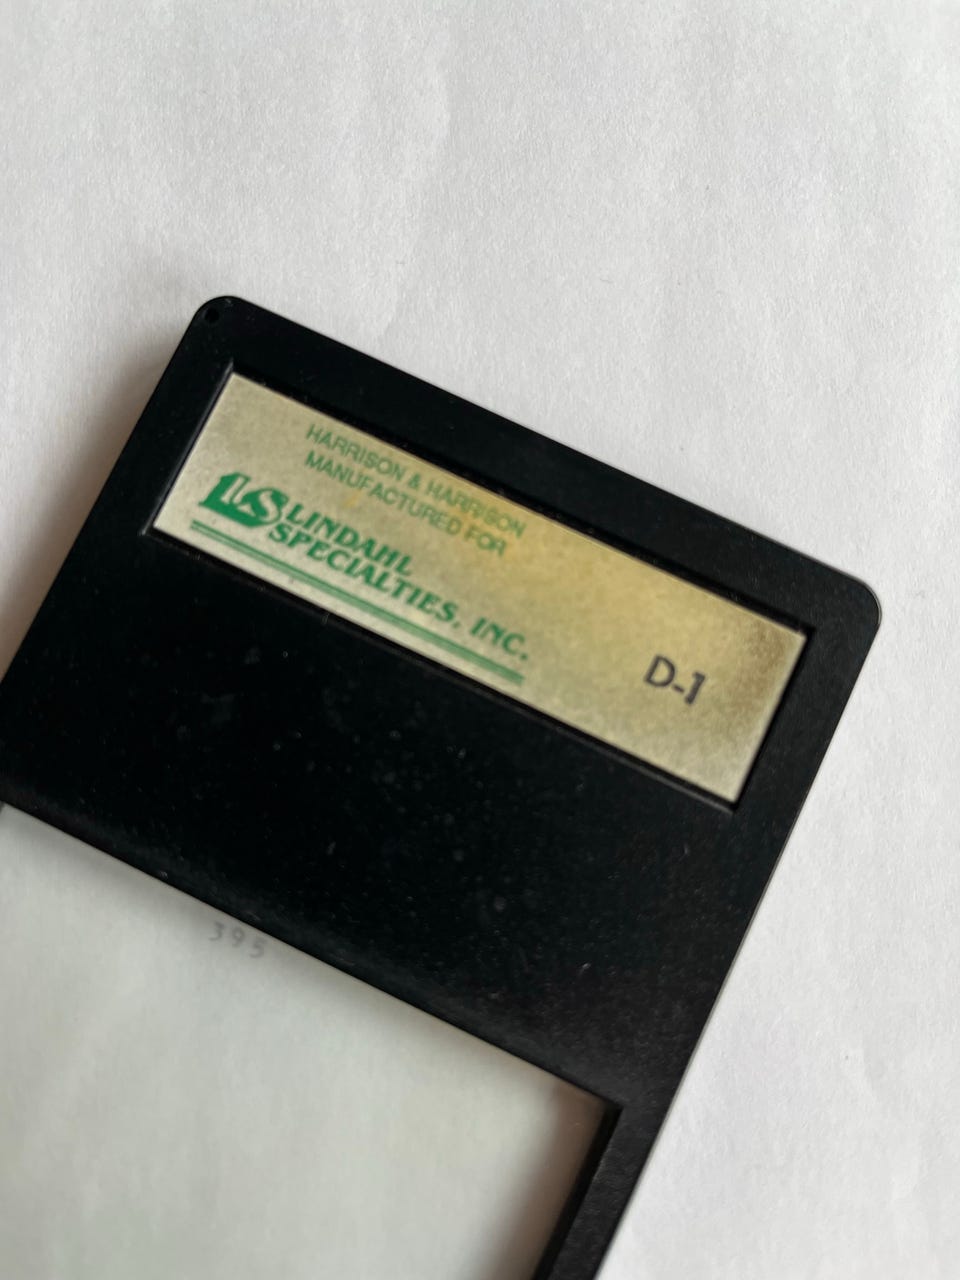 HARRISON & HARRISON
MANUFACTURED FOR
LS LINDAHL
SPECIALTIES, INC.
D-1
395